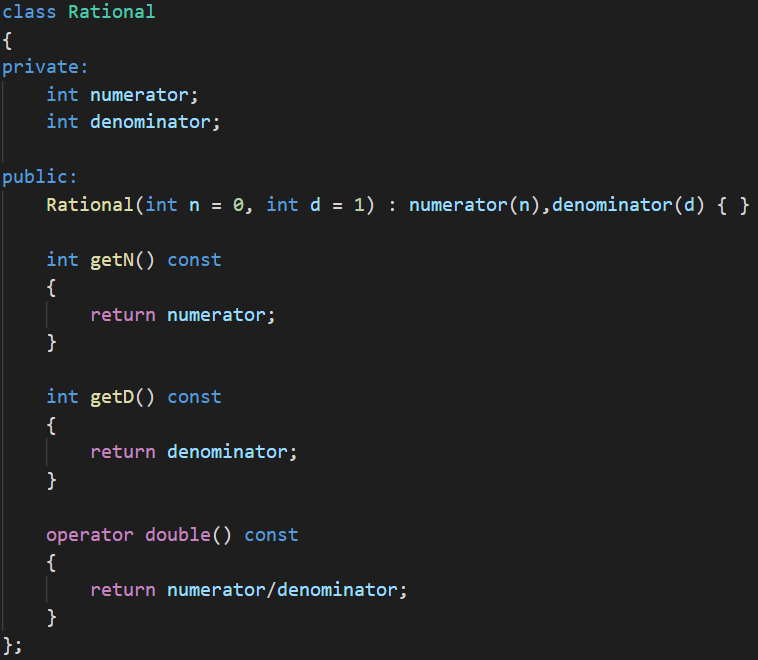 class Rational
{
private:
    int numerator;
    int denominator;

public:
    Rational(int n = 0, int d = 1) : numerator(n),denominator(d) { }

    int getN() const
    {
        return numerator;
    }

    int getD() const
    {
        return denominator;
    }

    operator double() const
    {
        return numerator/denominator;
    }
};